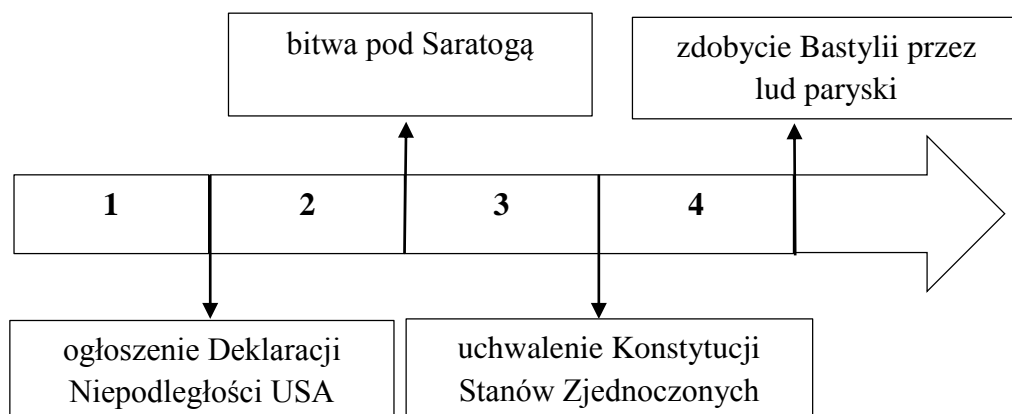 bitwa pod Saratogą
zdobycie Bastylii przez
lud paryski
1
2
3
4
ogłoszenie Deklaracji
Niepodległości USA
uchwalenie Konstytucji
Stanów Zjednoczonych